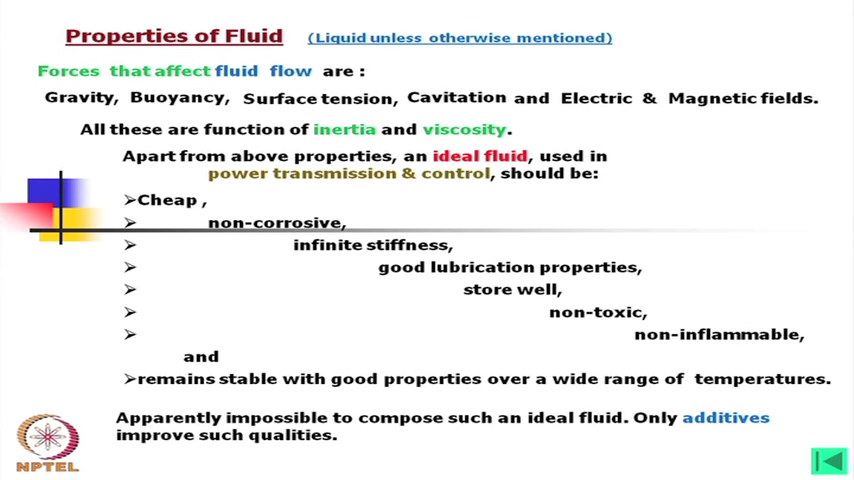 Properties of Fluid (Liquid unless otherwise mentioned)
Forces that affect fluid flow are :
Gravity, Buoyancy, Surface tension, Cavitation and Electric & Magnetic fields.
All these are function of inertia and viscosity.
Apart from above properties, an ideal fluid, used in
power transmission & control, should be:
➢Cheap ,
➢ non-corrosive,
➢ infinite stiffness,
➢ good lubrication properties,
➢ store well,
➢ non-toxic,
➢ non-inflammable,
and
➢remains stable with good properties over a wide range of temperatures.
Apparently impossible to compose such an ideal fluid. Only additives
improve such qualities.
NPTEL